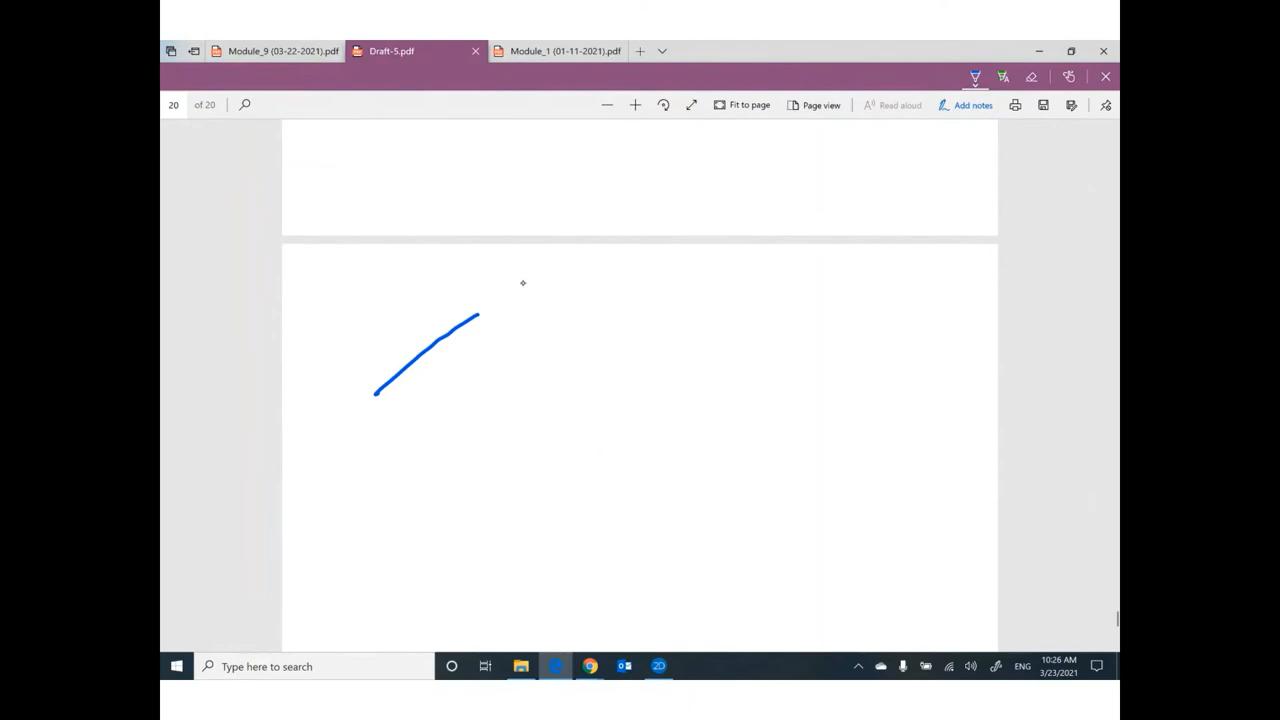 Module_9 (03-22-2021).pdf Draft-5.pdf Module_1 (01-11-2021).pdf
20 of 20 Fit to page Page view Read aloud Add notes
Type here to search ENG 10:26 AM
3/23/2021